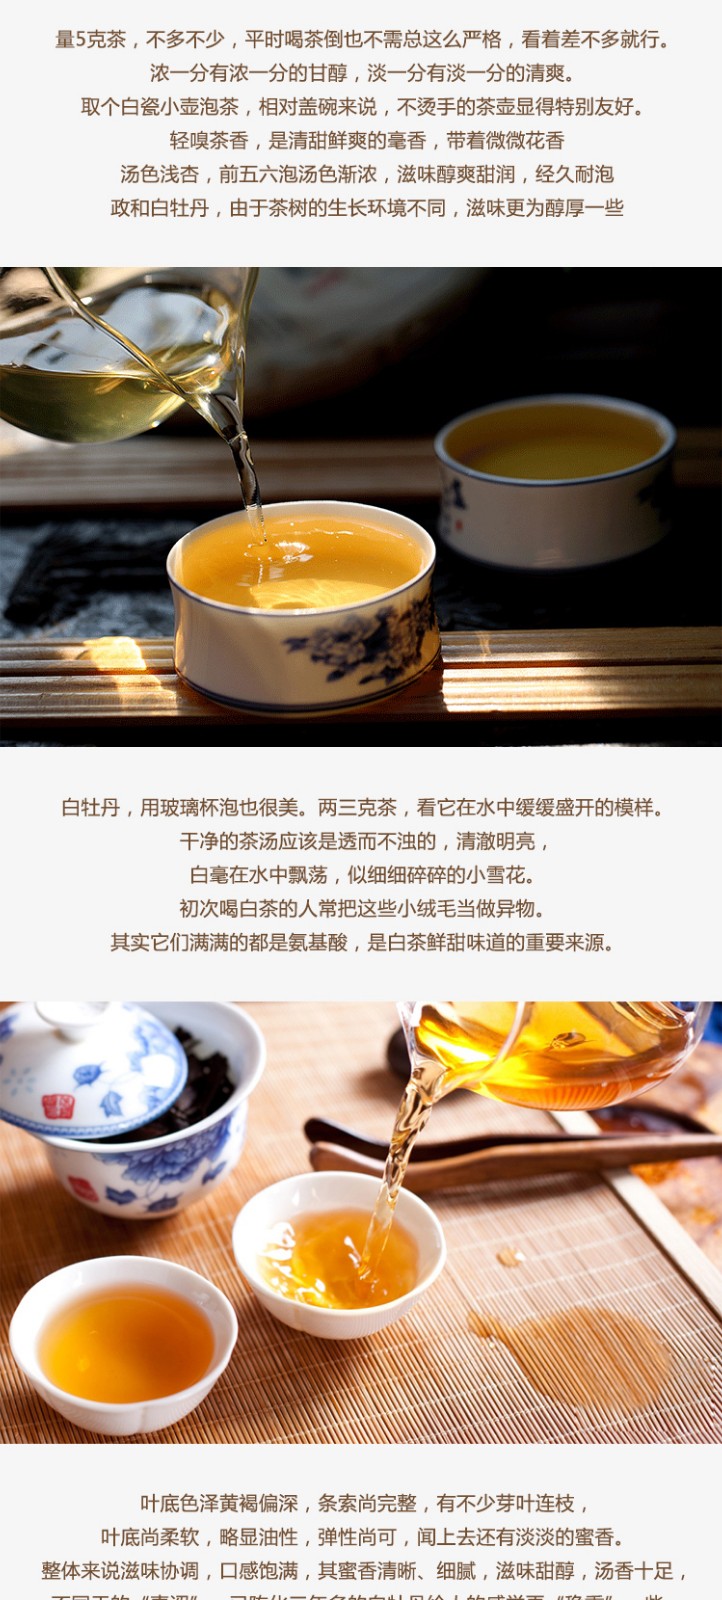 量5克茶，不多不少，平时喝茶倒也不需总这么严格，看着差不多就行。
浓一分有浓一分的甘醇，淡一分有淡一分的清爽。
取个白瓷小壶泡茶，相对盖碗来说，不烫手的茶壶显得特别友好。
轻嗅茶香，是清甜鲜爽的毫香，带着微微花香
汤色浅杏，前五六泡汤色渐浓，滋味醇爽甜润，经久耐泡
政和白牡丹，由于茶树的生长环境不同，滋味更为醇厚一些
白牡丹，用玻璃杯泡也很美。两三克茶，看它在水中缓缓盛开的模样。
干净的茶汤应该是透而不浊的，清澈明亮，
白毫在水中飘荡，似细细碎碎的小雪花。
初次喝白茶的人常把这些小绒毛当做异物。
其实它们满满的都是氨基酸，是白茶鲜甜味道的重要来源。
叶底色泽黄褐偏深，条索尚完整，有不少芽叶连枝，
叶底尚柔软，略显油性，弹性尚可，闻上去还有淡淡的蜜香。
整体来说滋味协调，口感饱满，其蜜香清晰、细腻，滋味甜醇，汤香十足，